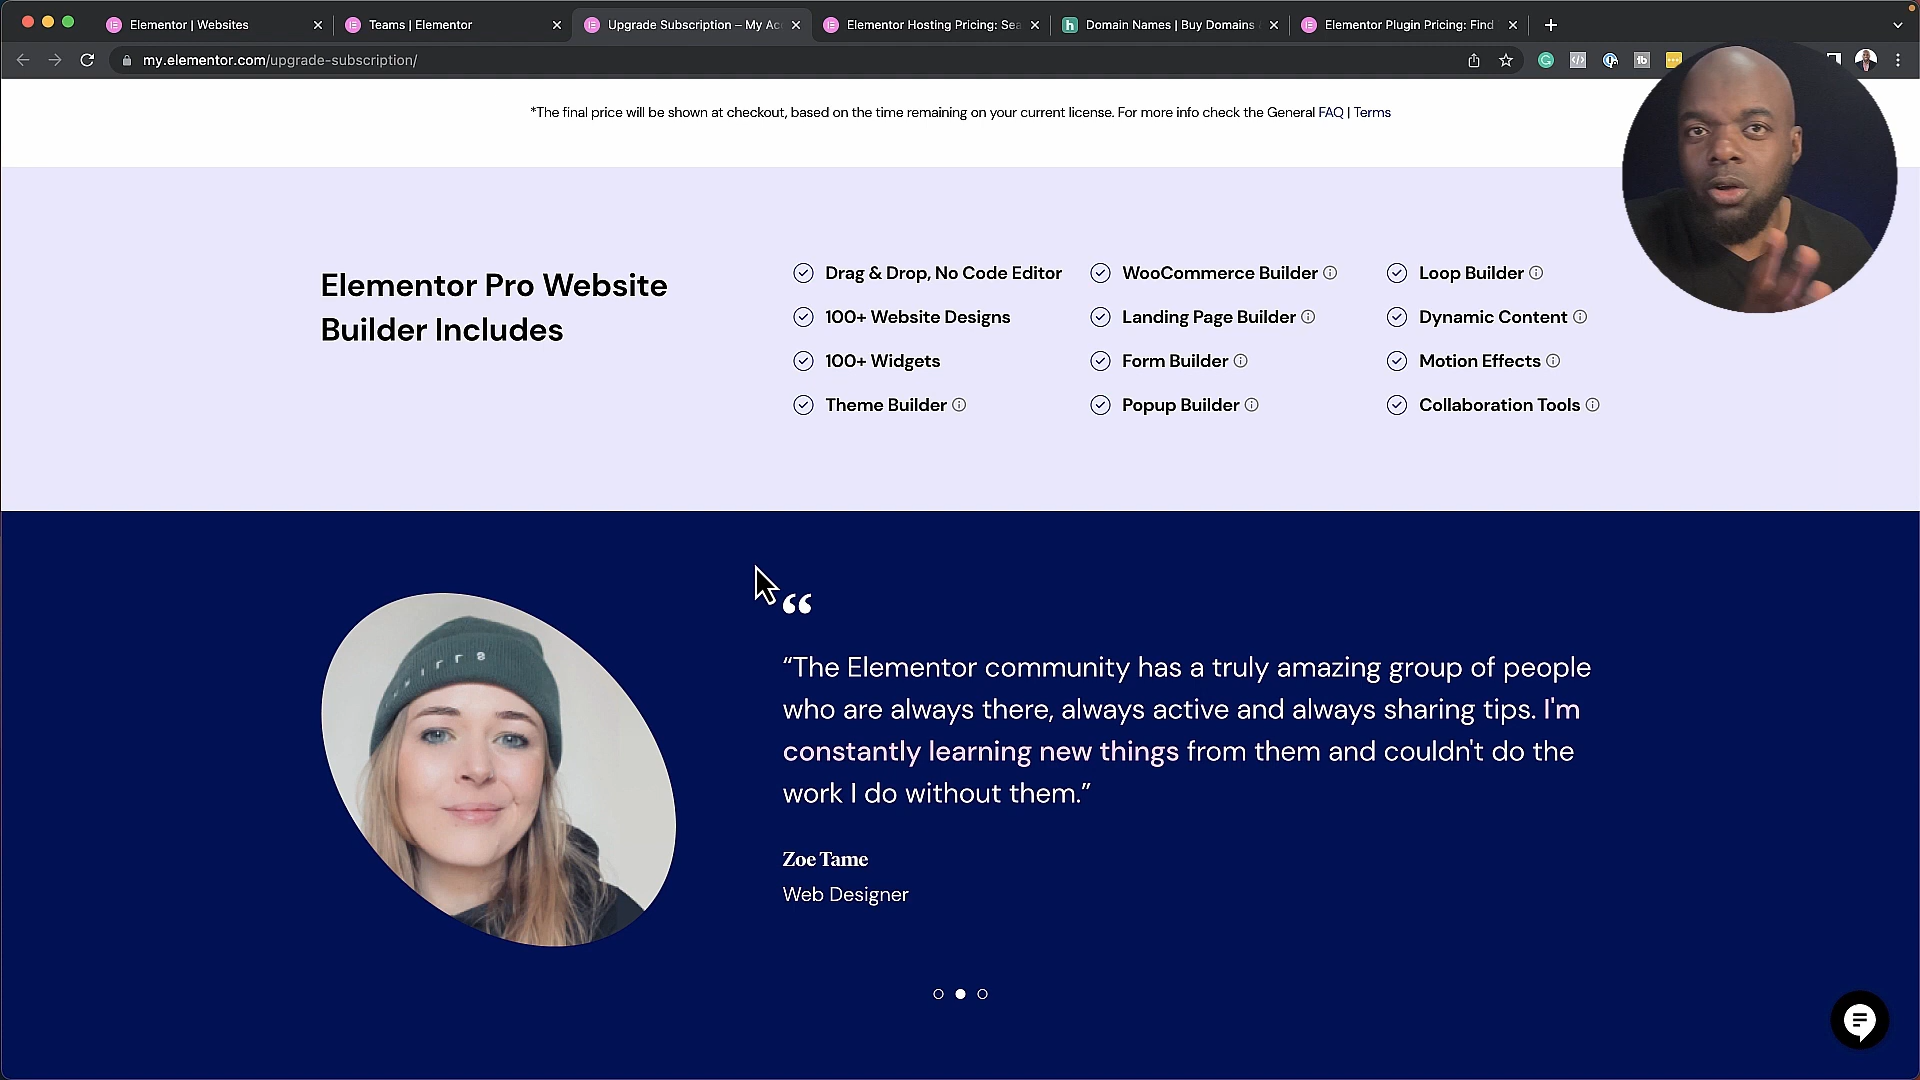 Elementor | Websites
Teams | Elementor
Upgrade Subscription – My Ac
Elementor Hosting Pricing: Sea
Domain Names | Buy Domains
Elementor Plugin Pricing: Find
my.elementor.com/upgrade-subscription/
*The final price will be shown at checkout, based on the time remaining on your current license. For more info check the General FAQ | Terms
Elementor Pro Website
Builder Includes
Drag & Drop, No Code Editor
100+ Website Designs
100+ Widgets
Theme Builder
WooCommerce Builder
Landing Page Builder
Form Builder
Popup Builder
Loop Builder
Dynamic Content
Motion Effects
Collaboration Tools
“
“The Elementor community has a truly amazing group of people
who are always there, always active and always sharing tips. I'm
constantly learning new things from them and couldn't do the
work I do without them.”
Zoe Tame
Web Designer